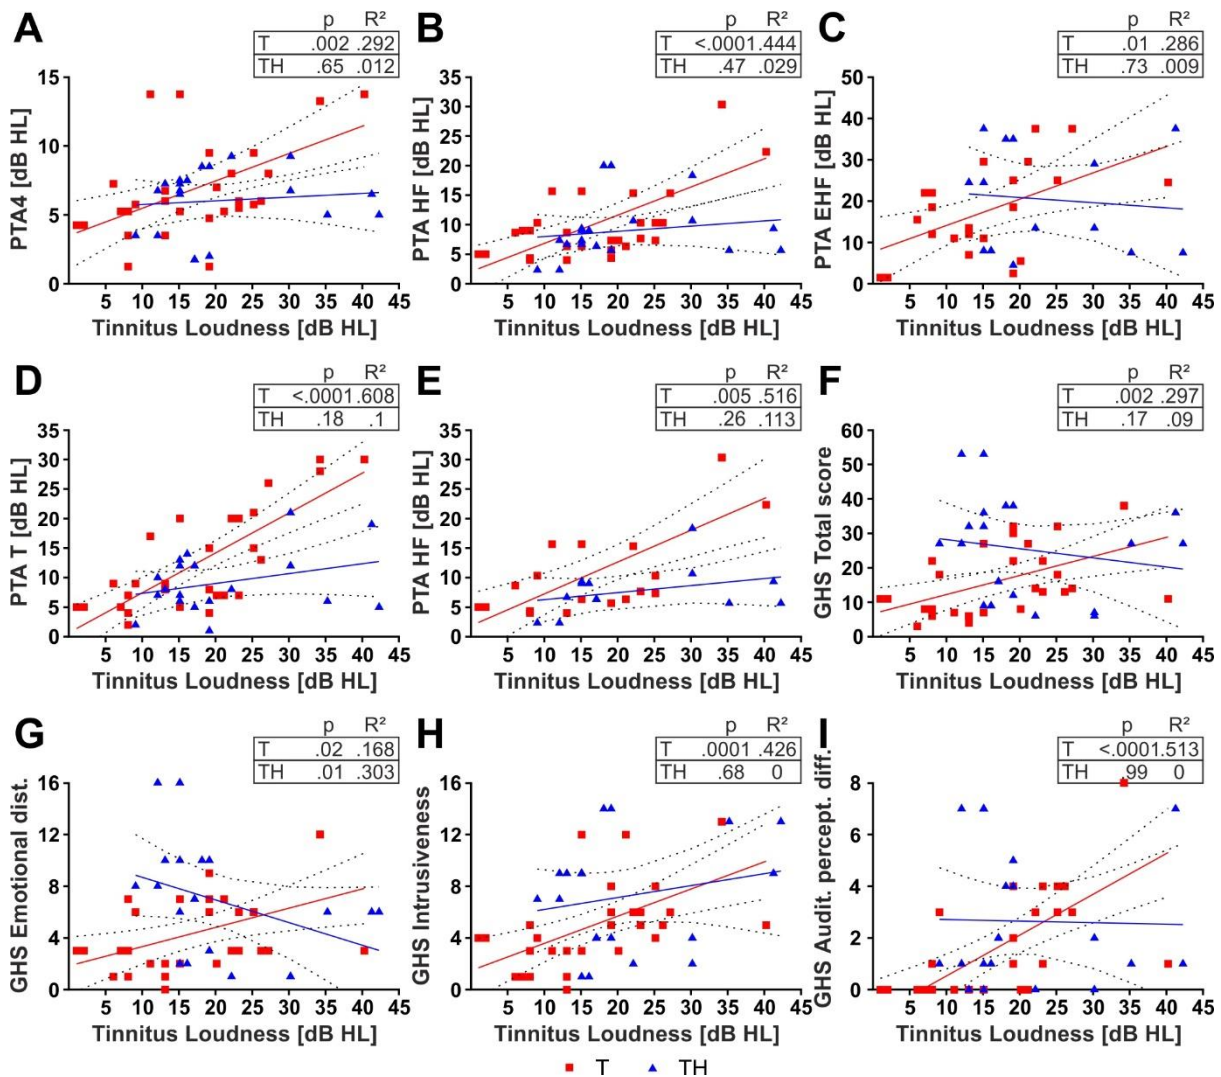 A
p R²
T .002 .292
TH .65 .012
PTA4 [dB HL]
15
10
5
0
5 10 15 20 25 30 35 40 45
Tinnitus Loudness [dB HL]
B
p R²
T <.0001 .444
TH .47 .029
PTA HF [dB HL]
35
30
25
20
15
10
5
0
5 10 15 20 25 30 35 40 45
Tinnitus Loudness [dB HL]
C
p R²
T .01 .286
TH .73 .009
PTA EHF [dB HL]
50
40
30
20
10
0
5 10 15 20 25 30 35 40 45
Tinnitus Loudness [dB HL]
D
p R²
T <.0001 .608
TH .18 .1
PTA T [dB HL]
35
30
25
20
15
10
5
0
5 10 15 20 25 30 35 40 45
Tinnitus Loudness [dB HL]
E
p R²
T .005 .516
TH .26 .113
PTA HF [dB HL]
35
30
25
20
15
10
5
0
5 10 15 20 25 30 35 40 45
Tinnitus Loudness [dB HL]
F
p R²
T .002 .297
TH .17 .09
GHS Total score
60
50
40
30
20
10
0
5 10 15 20 25 30 35 40 45
Tinnitus Loudness [dB HL]
G
p R²
T .02 .168
TH .01 .303
GHS Emotional dist.
16
12
8
4
0
5 10 15 20 25 30 35 40 45
Tinnitus Loudness [dB HL]
H
p R²
T .0001 .426
TH .68 0
GHS Intrusiveness
16
12
8
4
0
5 10 15 20 25 30 35 40 45
Tinnitus Loudness [dB HL]
I
p R²
T <.0001 .513
TH .99 0
GHS Audit. percept. diff.
8
6
4
2
0
5 10 15 20 25 30 35 40 45
Tinnitus Loudness [dB HL]
T TH